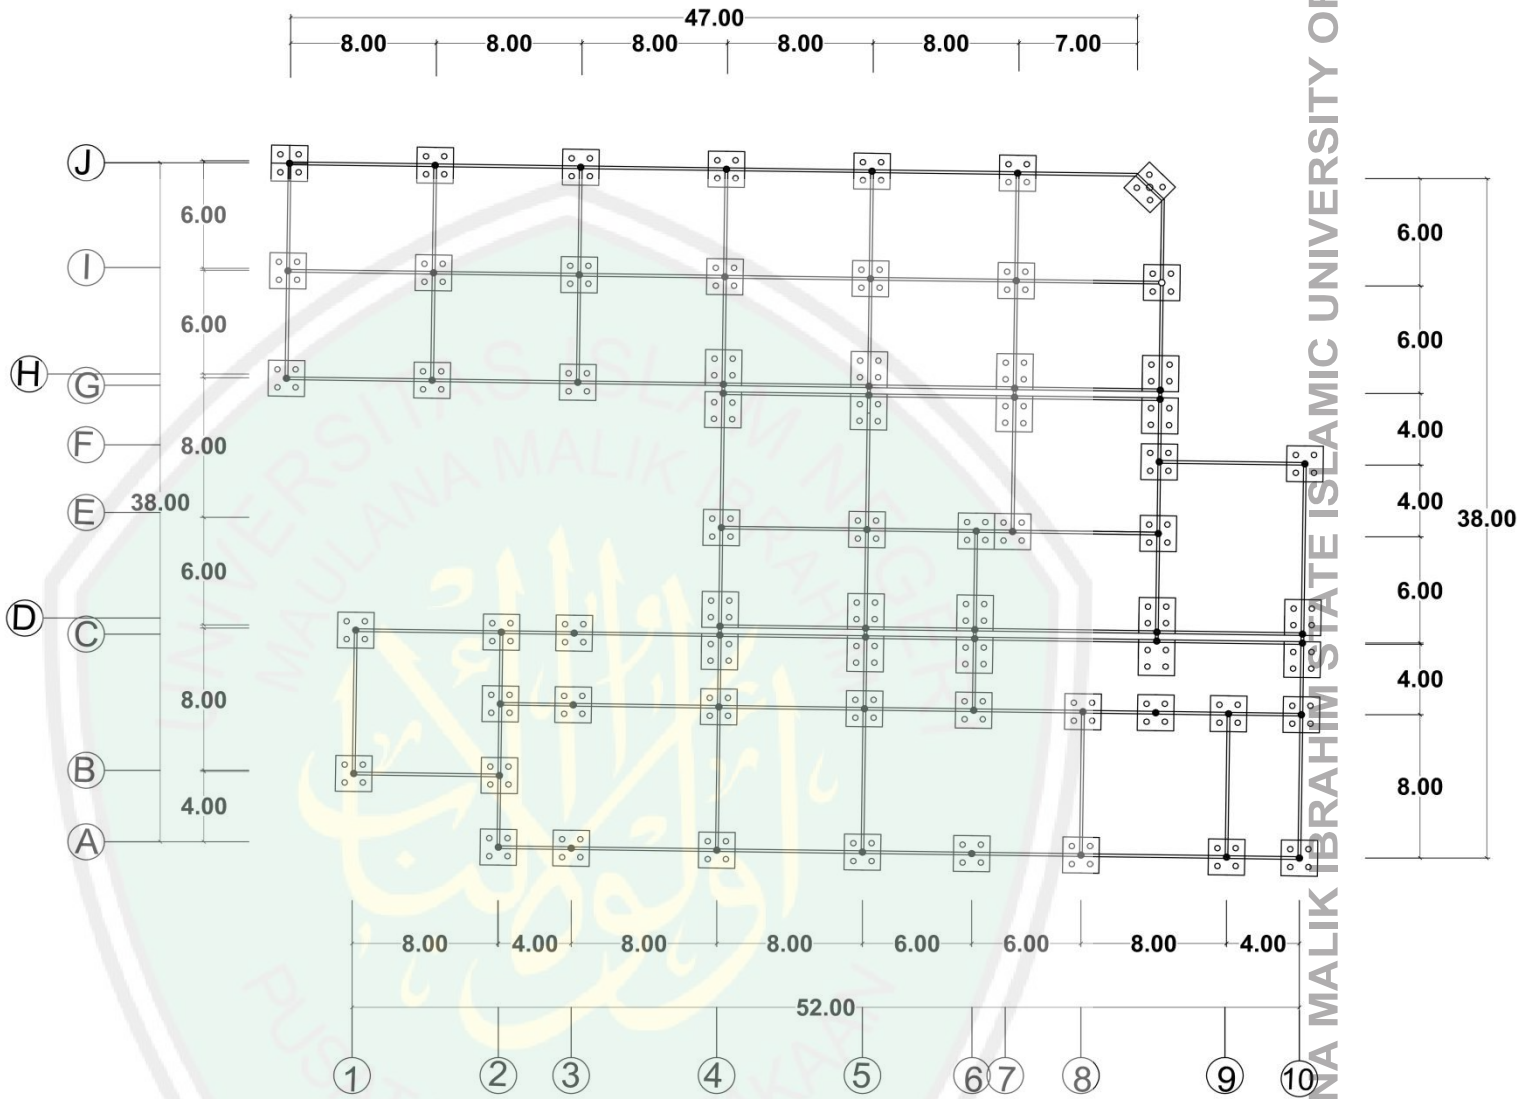 47.00
8.00 8.00 8.00 8.00 8.00 7.00
J
6.00
6.00
I
6.00
6.00
H
G
8.00
F
4.00
E
38.00
4.00
38.00
6.00
6.00
D
C
8.00
4.00
B
8.00
4.00
A
8.00 4.00 8.00 8.00 6.00 6.00 8.00 4.00
52.00
1 2 3 4 5 6 7 8 9 10
UNIVERSITAS ISLAM NEGERI
MAULANA MALIK IBRAHIM
NA MALIK IBRAHIM STATE ISLAMIC UNIVERSITY OF